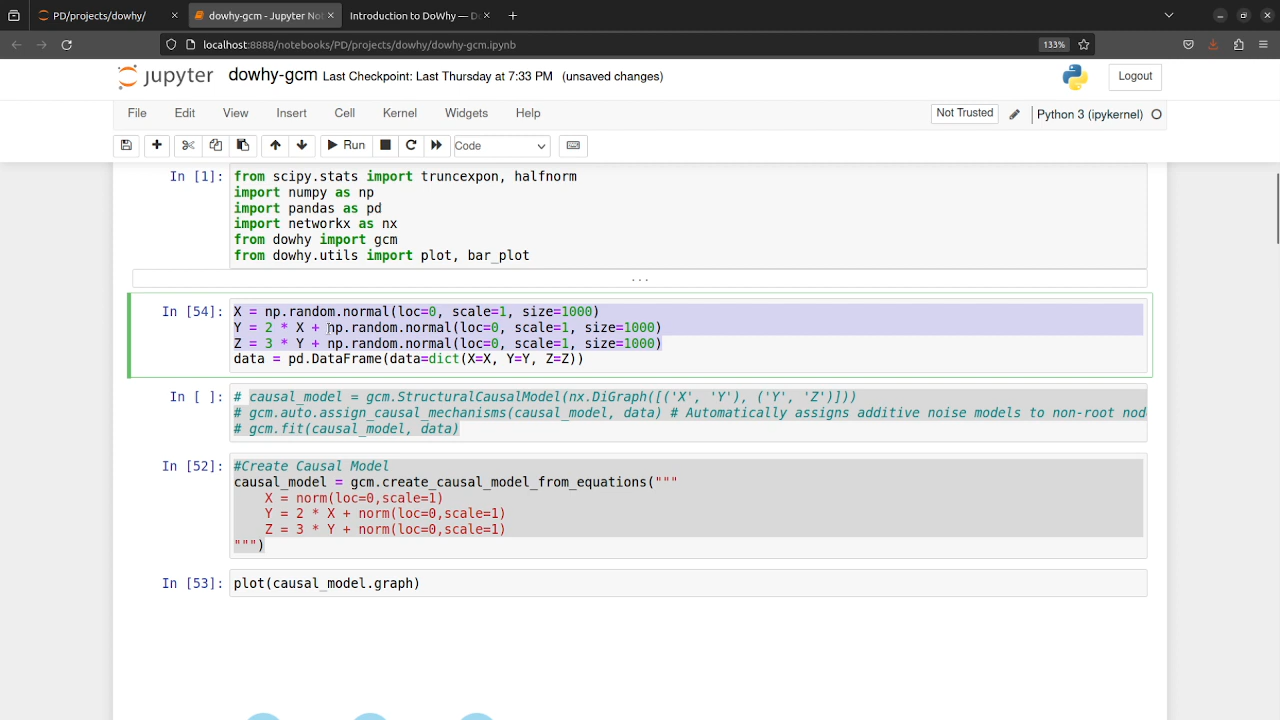 PD/projects/dowhy/
dowhy-gcm - Jupyter Not
Introduction to DoWhy — D
localhost:8888/notebooks/PD/projects/dowhy/dowhy-gcm.ipynb
133%
jupyter dowhy-gcm Last Checkpoint: Last Thursday at 7:33 PM (unsaved changes)
Logout
File Edit View Insert Cell Kernel Widgets Help
Not Trusted
Python 3 (ipykernel)
Run
Code
In [1]: from scipy.stats import truncexpon, halfnorm
import numpy as np
import pandas as pd
import networkx as nx
from dowhy import gcm
from dowhy.utils import plot, bar_plot
...
In [54]: X = np.random.normal(loc=0, scale=1, size=1000)
Y = 2 * X + np.random.normal(loc=0, scale=1, size=1000)
Z = 3 * Y + np.random.normal(loc=0, scale=1, size=1000)
data = pd.DataFrame(data=dict(X=X, Y=Y, Z=Z))
In [ ]: # causal_model = gcm.StructuralCausalModel(nx.DiGraph([('X', 'Y'), ('Y', 'Z')]))
# gcm.auto.assign_causal_mechanisms(causal_model, data) # Automatically assigns additive noise models to non-root nod
# gcm.fit(causal_model, data)
In [52]: #Create Causal Model
causal_model = gcm.create_causal_model_from_equations("""
X = norm(loc=0,scale=1)
Y = 2 * X + norm(loc=0,scale=1)
Z = 3 * Y + norm(loc=0,scale=1)
""")
In [53]: plot(causal_model.graph)